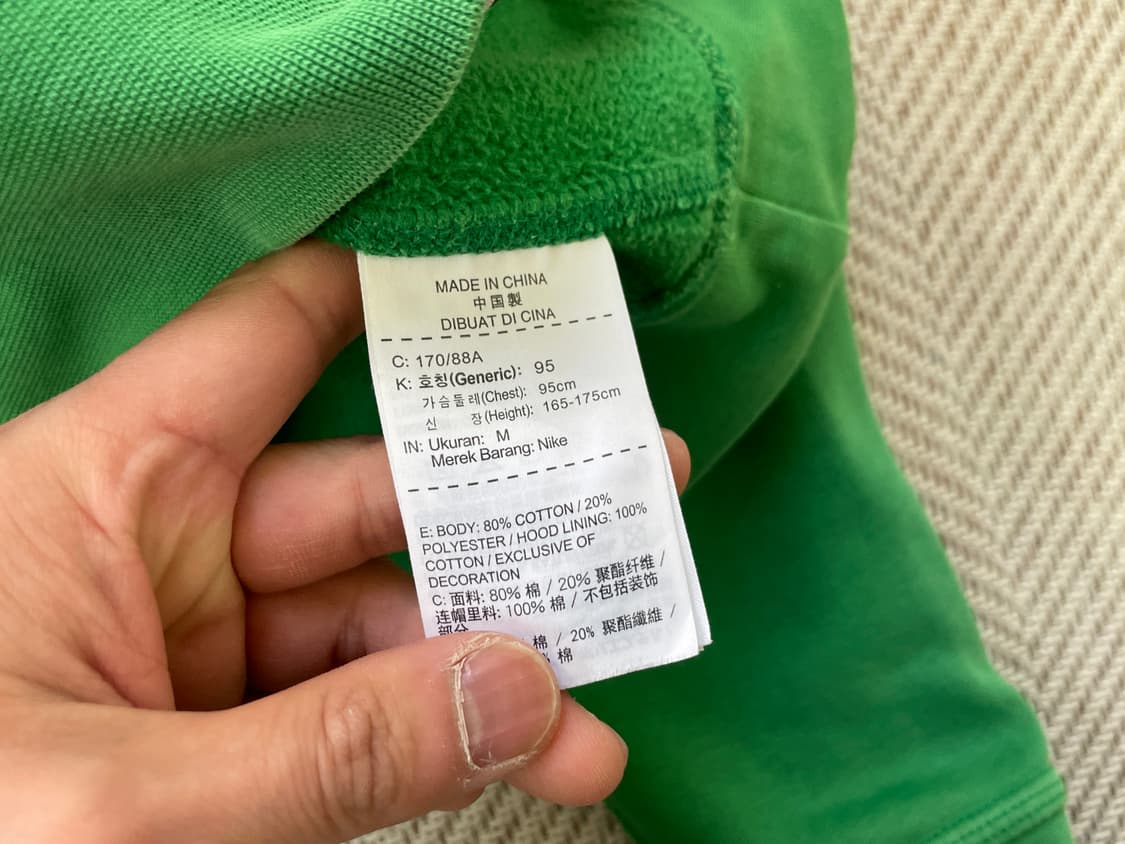 MADE IN CHINA
中国製
DIBUAT DI CINA
C: 170/88A
K: 호칭(Generic): 95
가슴둘레(Chest): 95cm
신 장(Height): 165-175cm
IN: Ukuran: M
Merek Barang: Nike
E: BODY: 80% COTTON / 20%
POLYESTER / HOOD LINING: 100%
COTTON / EXCLUSIVE OF
DECORATION
C: 面料: 80% 棉 / 20% 聚酯纤维 /
连帽里料: 100% 棉 / 不包括装饰
部分
棉 / 20% 聚酯纖維 /
% 棉